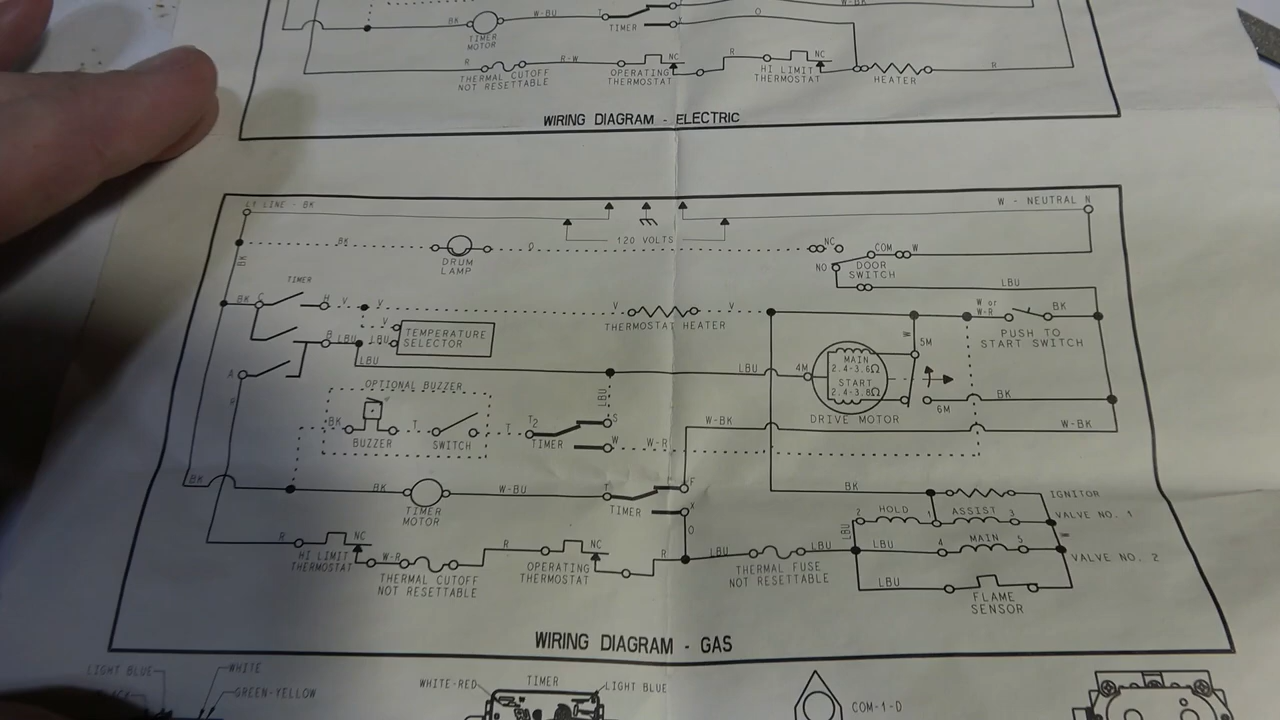 BK
W-BU
T
X
O
W-BK
TIMER MOTOR
TIMER
R
R-W
NC
R
NC
R
THERMAL CUTOFF
NOT RESETTABLE
OPERATING
THERMOSTAT
HI LIMIT
THERMOSTAT
HEATER
WIRING DIAGRAM - ELECTRIC
L1 LINE - BK
W - NEUTRAL N
120 VOLTS
BK
DRUM
LAMP
O
NC
COM
W
NO
DOOR
SWITCH
BK
LBU
TIMER
BK
C
H
V
V
V
V
THERMOSTAT HEATER
W or
W-R
BK
PUSH TO
START SWITCH
V
B
LBU
LBU
TEMPERATURE
SELECTOR
LBU
W
5M
A
LBU
4M
MAIN
2.4-3.6Ω
START
2.4-3.8Ω
OPTIONAL BUZZER
LBU
R
6M
BK
DRIVE MOTOR
BK
T
T
T2
S
W-BK
W-BK
BUZZER
SWITCH
TIMER
W
W-R
BK
BK
W-BU
T
F
BK
IGNITOR
TIMER
MOTOR
TIMER
X
O
2
HOLD
1
ASSIST
3
VALVE NO. 1
LBU
R
NC
HI LIMIT
THERMOSTAT
W-R
THERMAL CUTOFF
NOT RESETTABLE
R
NC
OPERATING
THERMOSTAT
R
LBU
LBU
THERMAL FUSE
NOT RESETTABLE
LBU
4
MAIN
5
W
VALVE NO. 2
LBU
FLAME
SENSOR
WIRING DIAGRAM - GAS
LIGHT BLUE
WHITE
GREEN-YELLOW
WHITE-RED
TIMER
LIGHT BLUE
COM-1-D